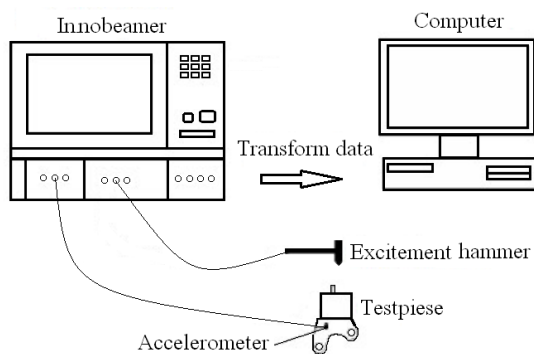 Innobeamer
Computer
Transform data
Excitement hammer
Testpiese
Accelerometer